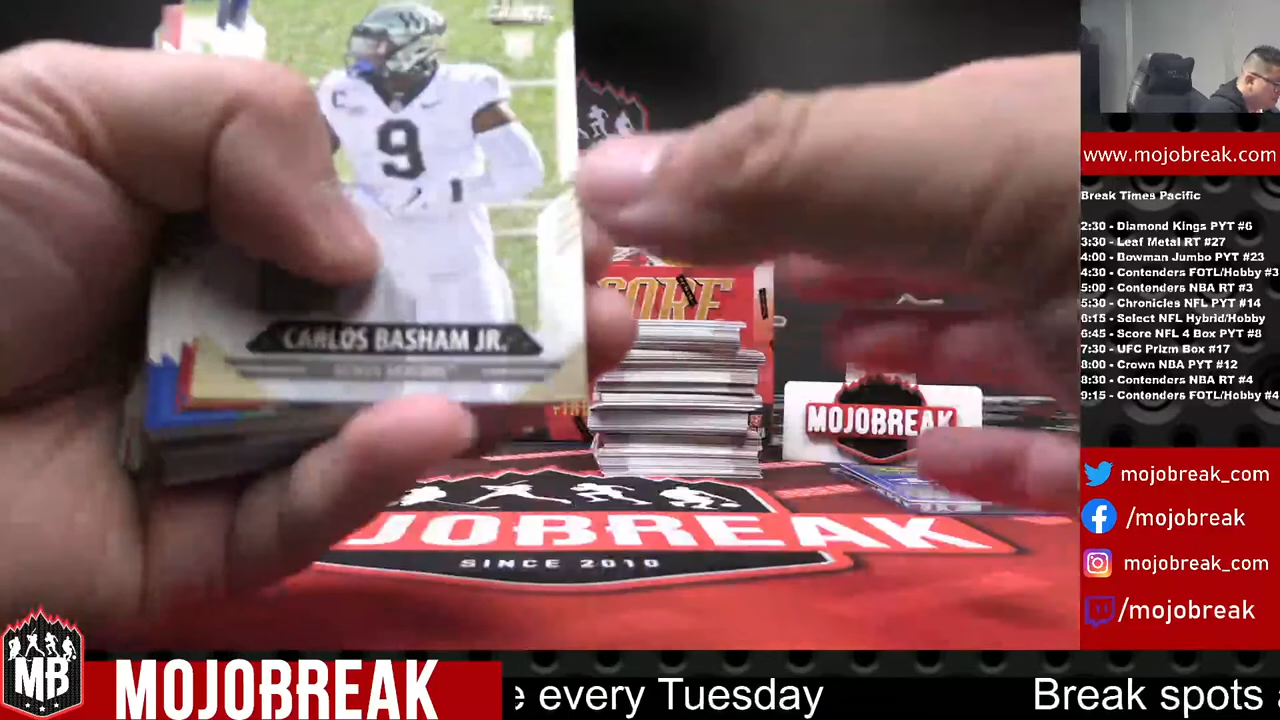 W
C
9
CARLOS BASHAM JR.
www.mojobreak.com
Break Times Pacific
2:30 - Diamond Kings PYT #6
3:30 - Leaf Metal RT #27
4:00 - Bowman Jumbo PYT #23
4:30 - Contenders FOTL/Hobby #3
5:00 - Contenders NBA RT #3
5:30 - Chronicles NFL PYT #14
6:15 - Select NFL Hybrid/Hobby
6:45 - Score NFL 4 Box PYT #8
7:30 - UFC Prizm Box #17
8:00 - Crown NBA PYT #12
8:30 - Contenders NBA RT #4
9:15 - Contenders FOTL/Hobby #4
MOJOBREAK
MOJOBREAK
SINCE 2010
mojobreak_com
/mojobreak
mojobreak_com
/mojobreak
MB
MOJOBREAK
e every Tuesday
Break spots